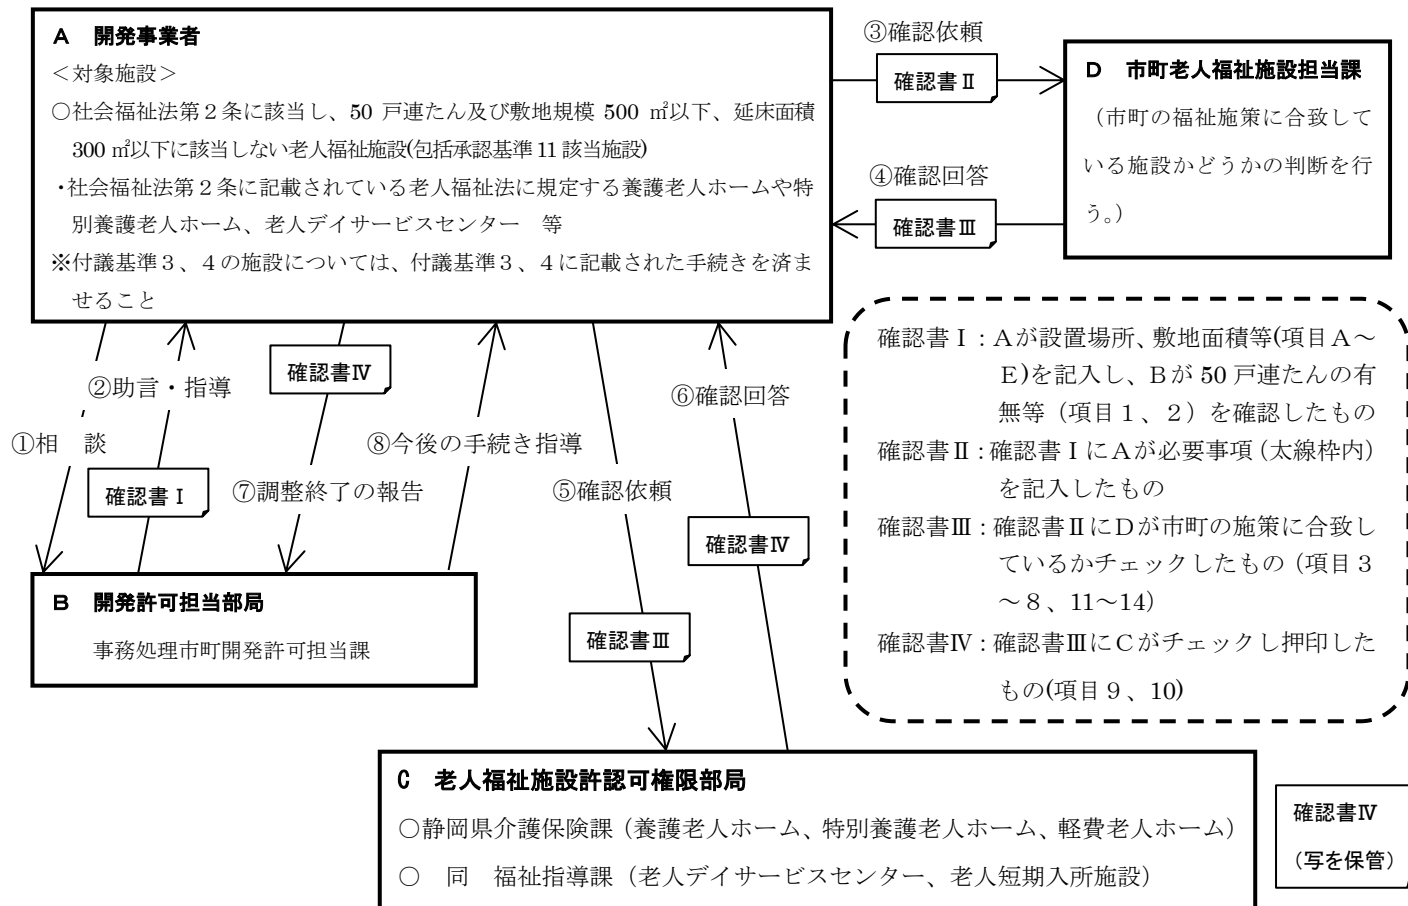 A 開発事業者
＜対象施設＞
○社会福祉法第２条に該当し、50 戸連たん及び敷地規模 500 ㎡以下、延床面積
300 ㎡以下に該当しない老人福祉施設(包括承認基準 11 該当施設)
・社会福祉法第２条に記載されている老人福祉法に規定する養護老人ホームや特
別養護老人ホーム、老人デイサービスセンター　等
※付議基準３、４の施設については、付議基準３、４に記載された手続きを済ま
せること
③確認依頼
確認書Ⅱ
④確認回答
確認書Ⅲ
D 市町老人福祉施設担当課
（市町の福祉施策に合致して
いる施設かどうかの判断を行
う。）
①相　談
②助言・指導
確認書Ⅰ
確認書Ⅳ
⑦調整終了の報告
⑧今後の手続き指導
⑤確認依頼
確認書Ⅲ
⑥確認回答
確認書Ⅳ
確認書Ⅰ：Ａが設置場所、敷地面積等(項目Ａ～
Ｅ)を記入し、Ｂが 50 戸連たんの有
無等（項目１、２）を確認したもの
確認書Ⅱ：確認書ⅠにＡが必要事項（太線枠内）
を記入したもの
確認書Ⅲ：確認書ⅡにＤが市町の施策に合致し
ているかチェックしたもの（項目３
～８、11～14）
確認書Ⅳ：確認書ⅢにＣがチェックし押印した
もの(項目９、10)
B 開発許可担当部局
事務処理市町開発許可担当課
C 老人福祉施設許認可権限部局
○静岡県介護保険課（養護老人ホーム、特別養護老人ホーム、軽費老人ホーム）
○　同　福祉指導課（老人デイサービスセンター、老人短期入所施設）
確認書Ⅳ
（写を保管）